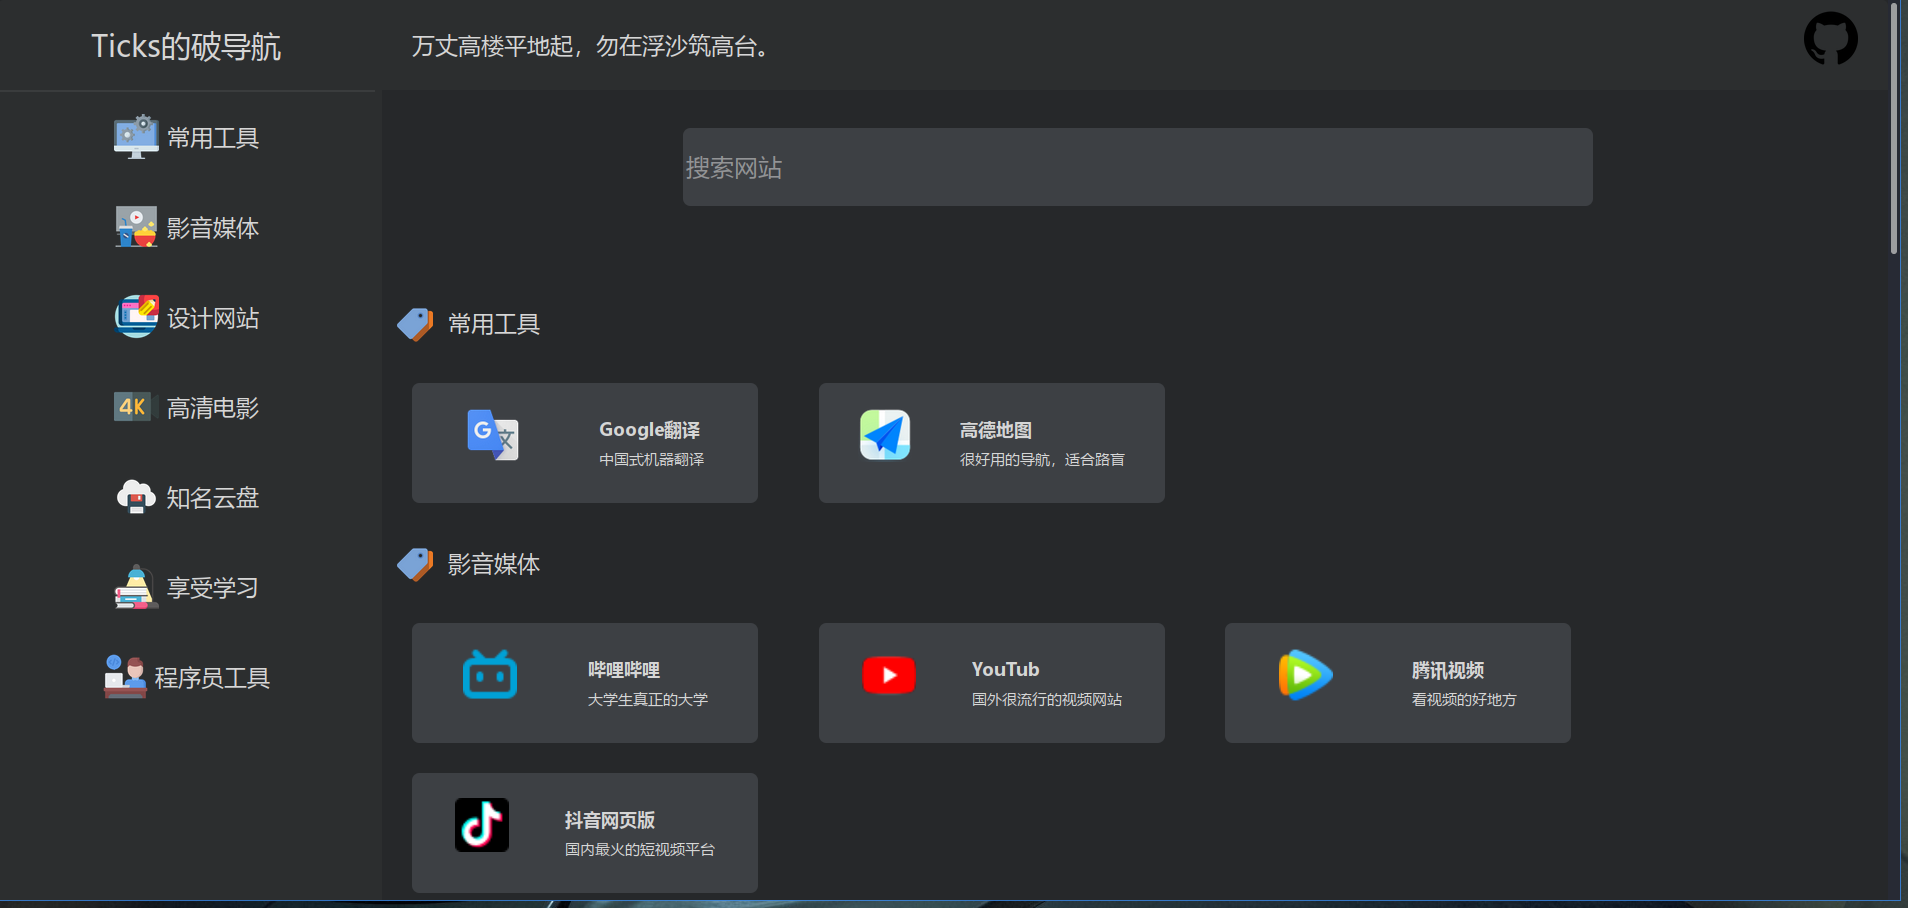 Ticks的破导航
万丈高楼平地起，勿在浮沙筑高台。
常用工具
影音媒体
设计网站
4K
高清电影
知名云盘
享受学习
程序员工具
搜索网站
常用工具
G 文
Google翻译
中国式机器翻译
高德地图
很好用的导航，适合路盲
影音媒体
哔哩哔哩
大学生真正的大学
YouTub
国外很流行的视频网站
腾讯视频
看视频的好地方
抖音网页版
国内最火的短视频平台